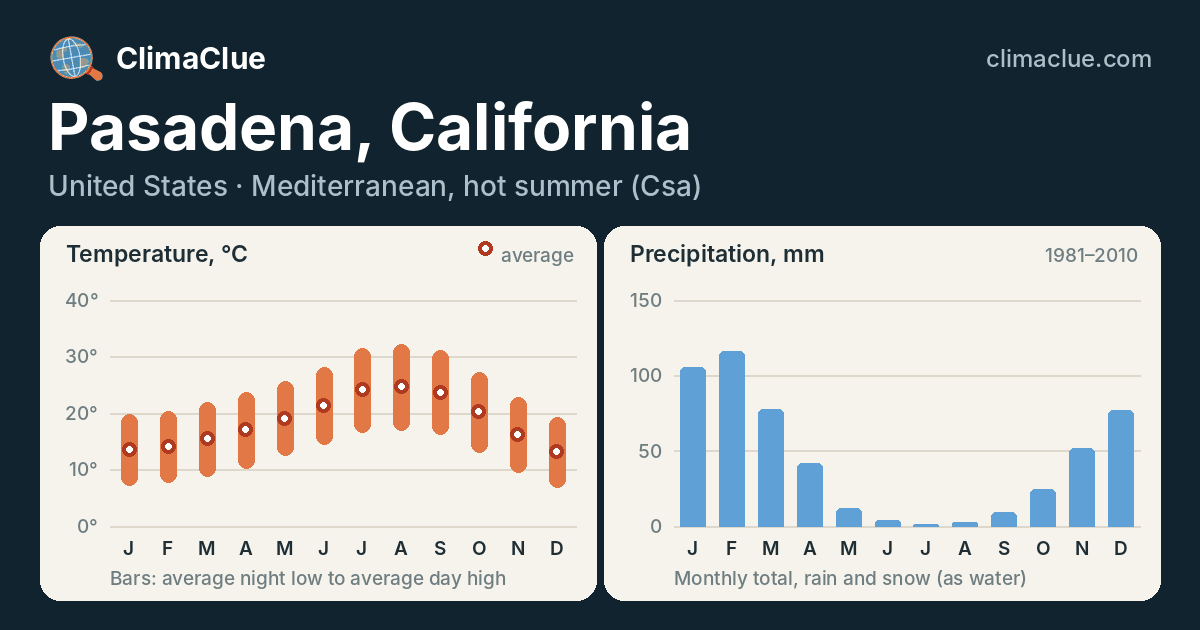 ClimaClue
climaclue.com
Pasadena, California
United States · Mediterranean, hot summer (Csa)
Temperature, °C
average
40°
30°
20°
10°
0°
J F M A M J J A S O N D
Bars: average night low to average day high
Precipitation, mm
1981–2010
150
100
50
0
J F M A M J J A S O N D
Monthly total, rain and snow (as water)